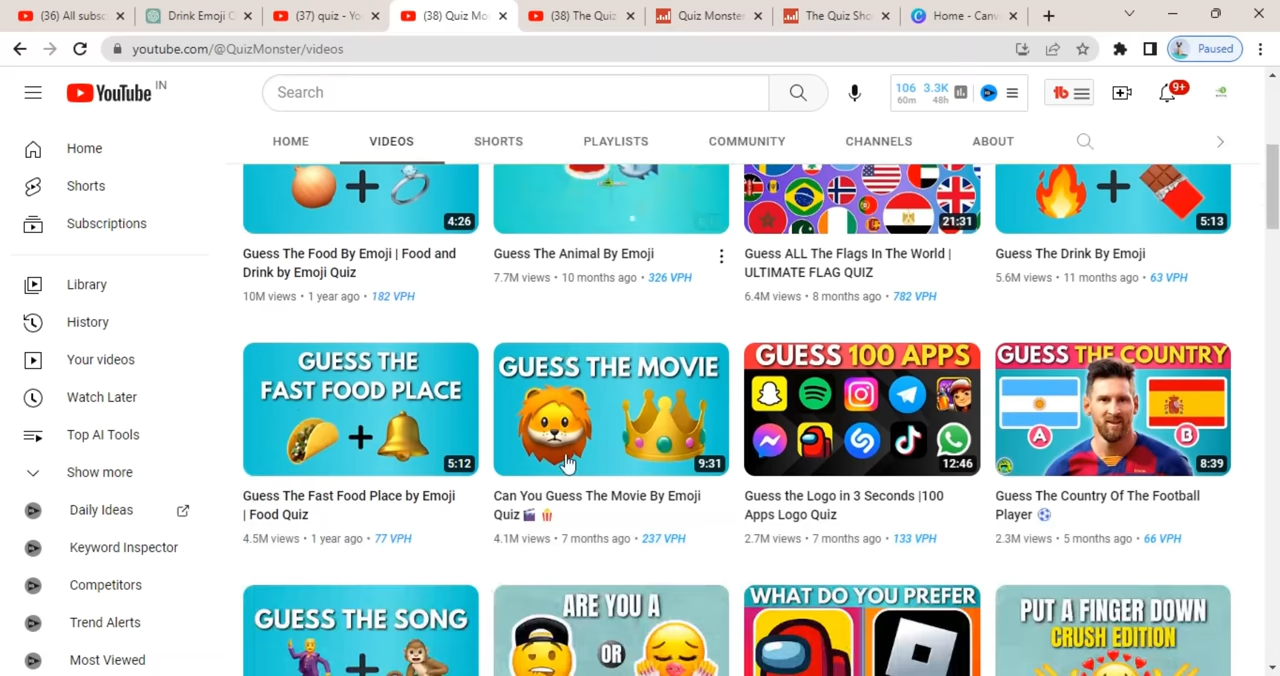 (36) All subsc
Drink Emoji C
(37) quiz - Yo
(38) Quiz Mo
(38) The Quiz
Quiz Monster
The Quiz Sho
Home - Canv
youtube.com/@QuizMonster/videos
Paused
YouTube IN
Search
106 3.3K
60m 48h
9+
HOME VIDEOS SHORTS PLAYLISTS COMMUNITY CHANNELS ABOUT
Home
Shorts
Subscriptions
Library
History
Your videos
Watch Later
Top AI Tools
Show more
Daily Ideas
Keyword Inspector
Competitors
Trend Alerts
Most Viewed
4:26
Guess The Food By Emoji | Food and
Drink by Emoji Quiz
10M views • 1 year ago • 182 VPH
Guess The Animal By Emoji
7.7M views • 10 months ago • 326 VPH
21:31
Guess ALL The Flags In The World |
ULTIMATE FLAG QUIZ
6.4M views • 8 months ago • 782 VPH
5:13
Guess The Drink By Emoji
5.6M views • 11 months ago • 63 VPH
GUESS THE
FAST FOOD PLACE
5:12
Guess The Fast Food Place by Emoji
| Food Quiz
4.5M views • 1 year ago • 77 VPH
GUESS THE MOVIE
9:31
Can You Guess The Movie By Emoji
Quiz
4.1M views • 7 months ago • 237 VPH
GUESS 100 APPS
12:46
Guess the Logo in 3 Seconds |100
Apps Logo Quiz
2.7M views • 7 months ago • 133 VPH
GUESS THE COUNTRY
A
B
8:39
Guess The Country Of The Football
Player
2.3M views • 5 months ago • 66 VPH
GUESS THE SONG
ARE YOU A
OR
WHAT DO YOU PREFER
PUT A FINGER DOWN
CRUSH EDITION